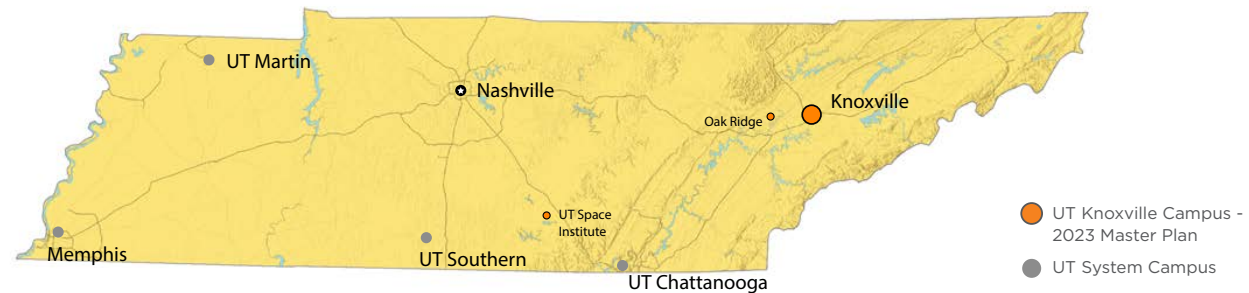 UT Martin
Nashville
Knoxville
Oak Ridge
UT Space
Institute
UT Knoxville Campus -
2023 Master Plan
Memphis
UT Southern
UT System Campus
UT Chattanooga